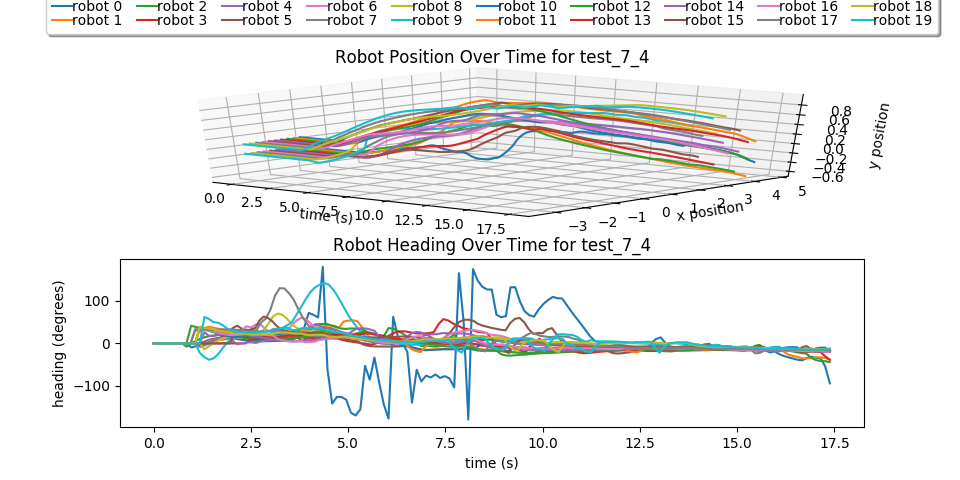 robot 0 robot 2 robot 4 robot 6 robot 8 robot 10 robot 12 robot 14 robot 16 robot 18
robot 1 robot 3 robot 5 robot 7 robot 9 robot 11 robot 13 robot 15 robot 17 robot 19
Robot Position Over Time for test_7_4
0.8
0.6
0.4
0.2
0.0
−0.2
−0.4
−0.6
y position
0.0 2.5 5.0 7.5 10.0 12.5 15.0 17.5
time (s)
−3 −2 −1 0 1 2 3 4 5
x position
Robot Heading Over Time for test_7_4
100
0
−100
heading (degrees)
0.0 2.5 5.0 7.5 10.0 12.5 15.0 17.5
time (s)